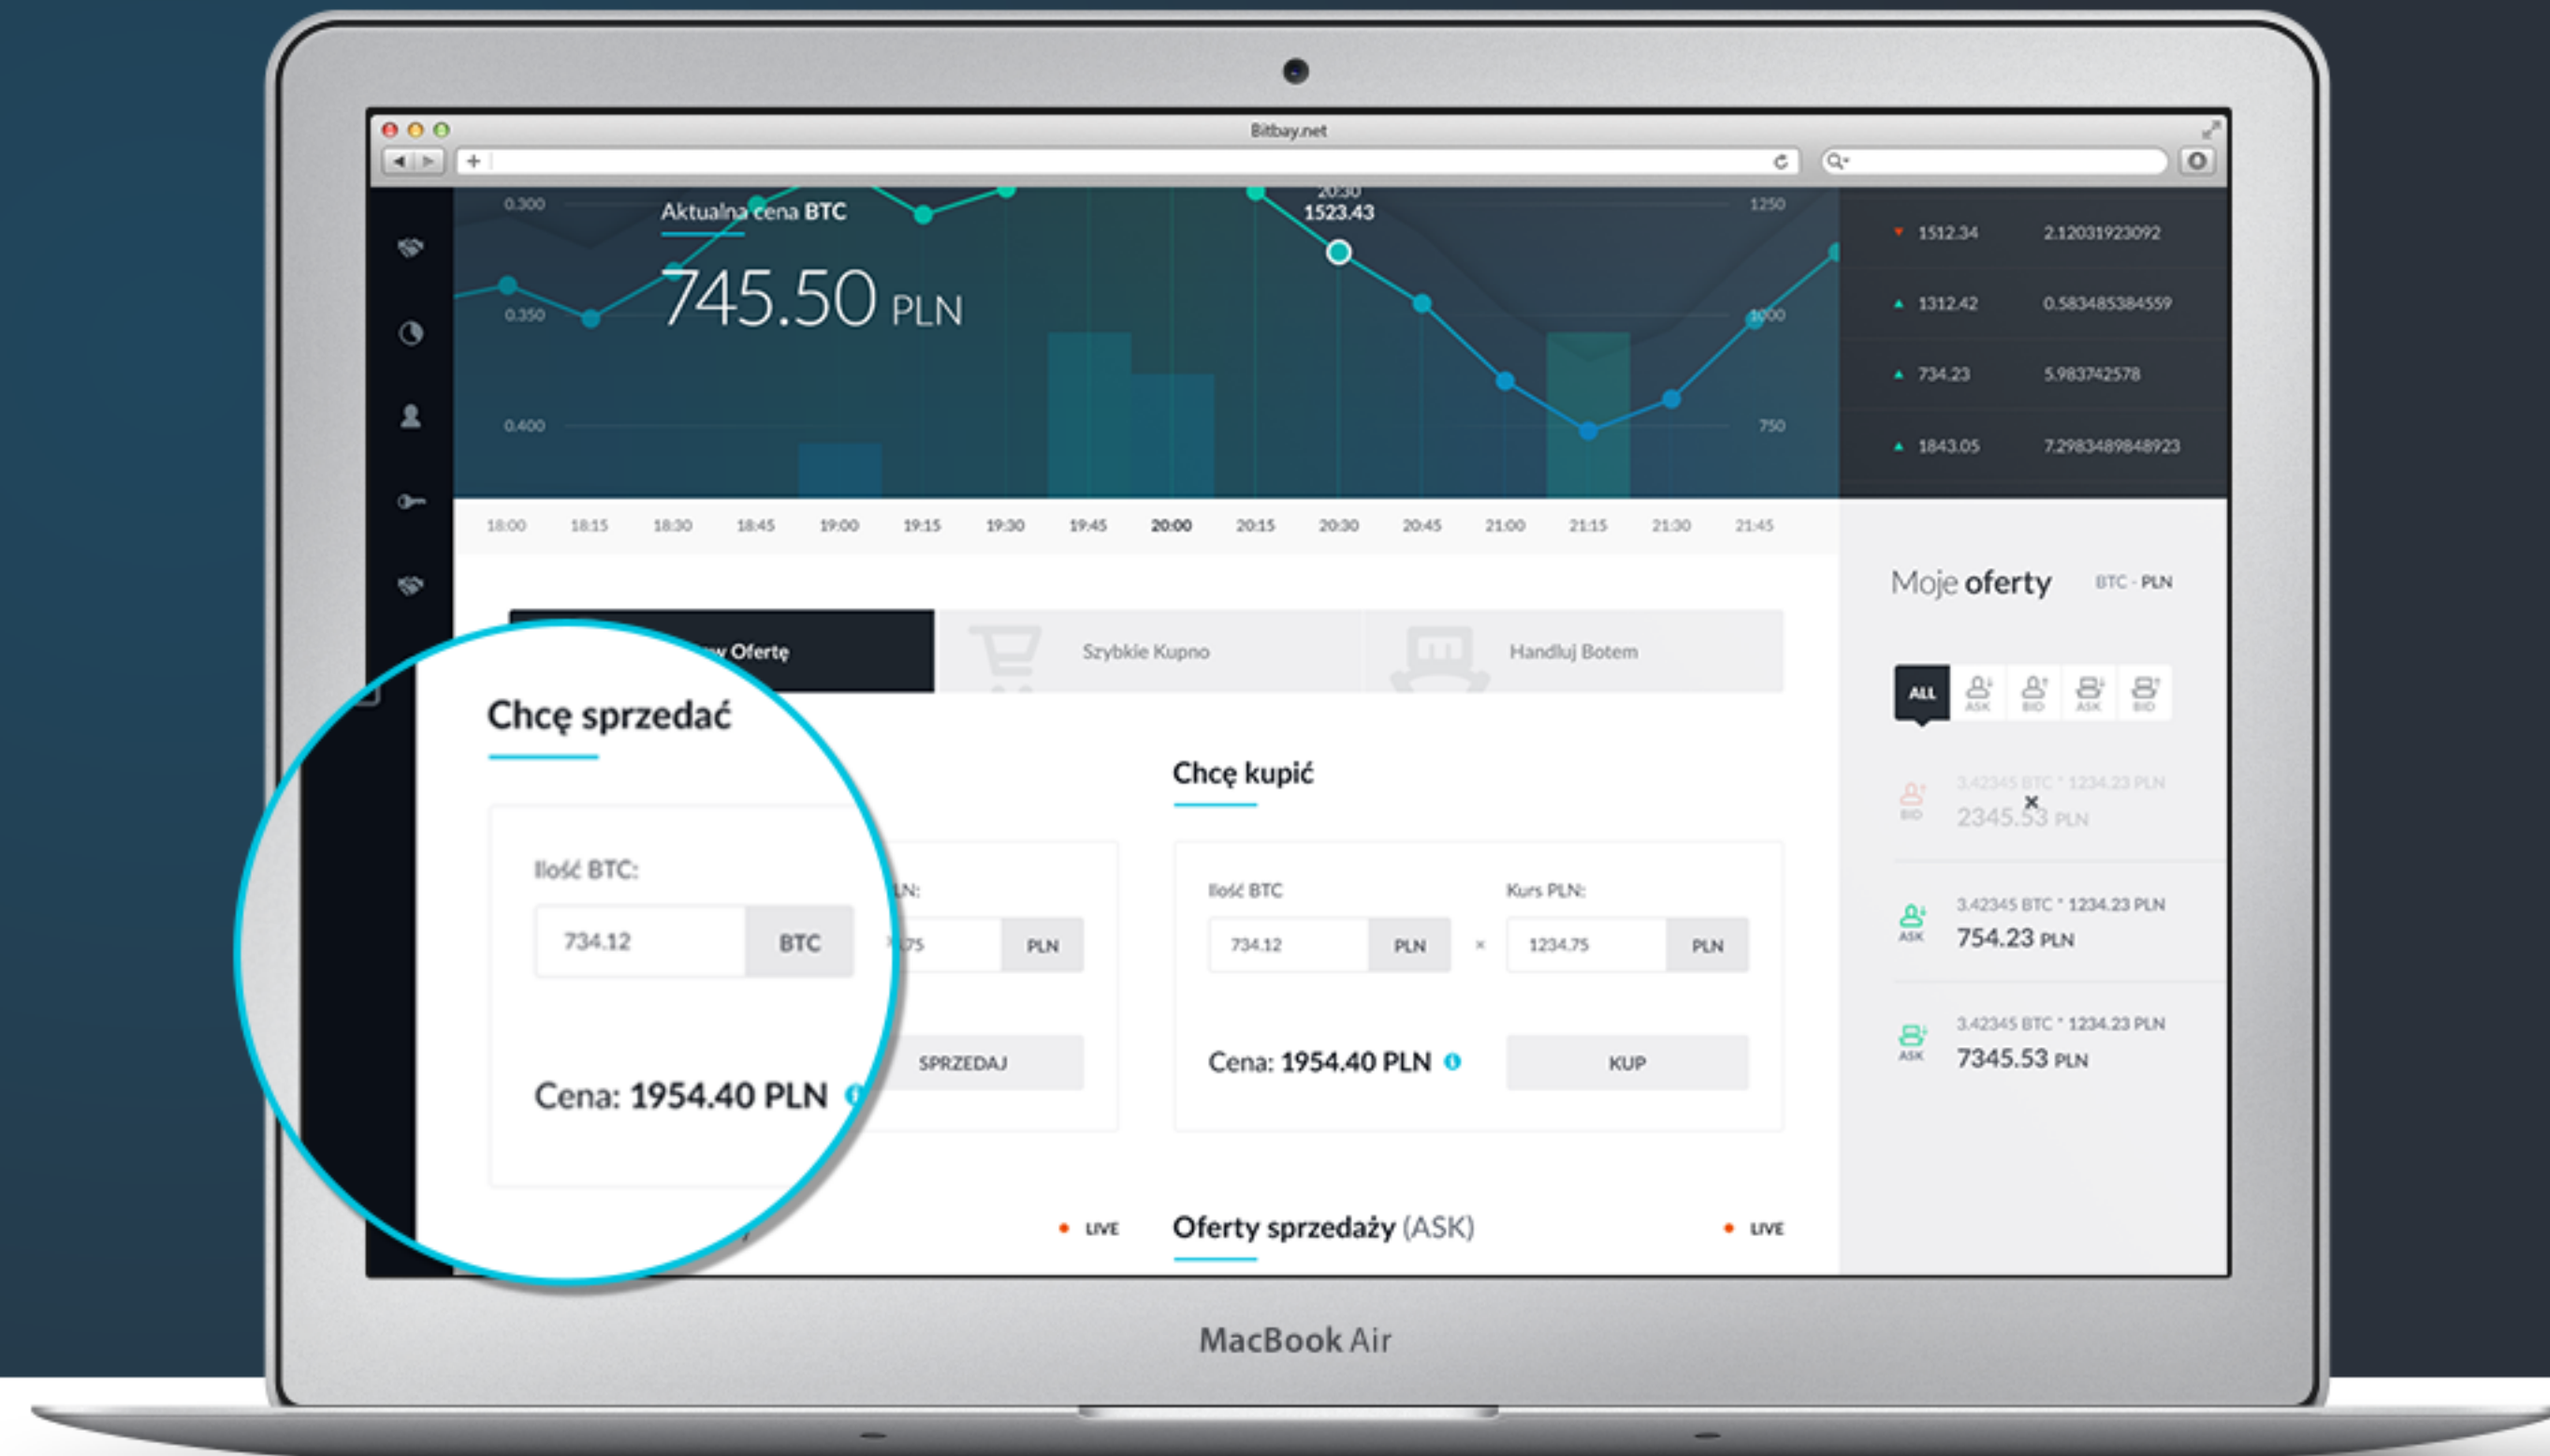 Bitbay.net
0.300
0.350
0.400
Aktualna cena BTC
745.50 PLN
20:30
1523.43
1250
1000
750
1512.34 2.12031923092
1312.42 0.583485384559
734.23 5.983742578
1843.05 7.2983489848923
18:00 18:15 18:30 18:45 19:00 19:15 19:30 19:45 20:00 20:15 20:30 20:45 21:00 21:15 21:30 21:45
Ofertę
Szybkie Kupno
Handluj Botem
Chcę sprzedać
Ilość BTC:
734.12 BTC
Cena: 1954.40 PLN
LN:
.75 PLN
SPRZEDAJ
LIVE
Chcę kupić
Ilość BTC Kurs PLN:
734.12 PLN × 1234.75 PLN
Cena: 1954.40 PLN KUP
Oferty sprzedaży (ASK) LIVE
Moje oferty BTC - PLN
ALL ASK BID ASK BID
BID
3.42345 BTC * 1234.23 PLN
2345.53 PLN
ASK
3.42345 BTC * 1234.23 PLN
754.23 PLN
ASK
3.42345 BTC * 1234.23 PLN
7345.53 PLN
MacBook Air